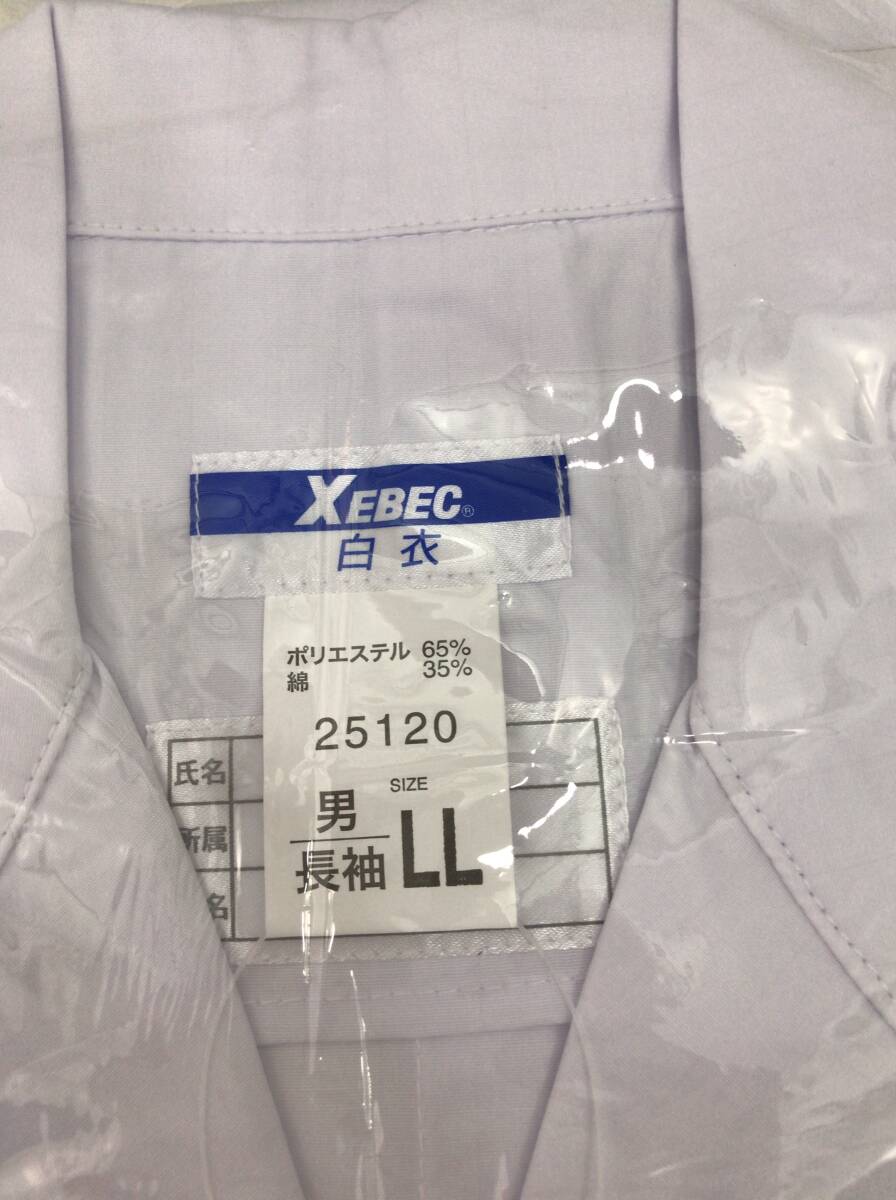 XEBEC®
白衣
ポリエステル 65%
綿 35%
25120
SIZE
男
長袖 LL
氏名
所属
名